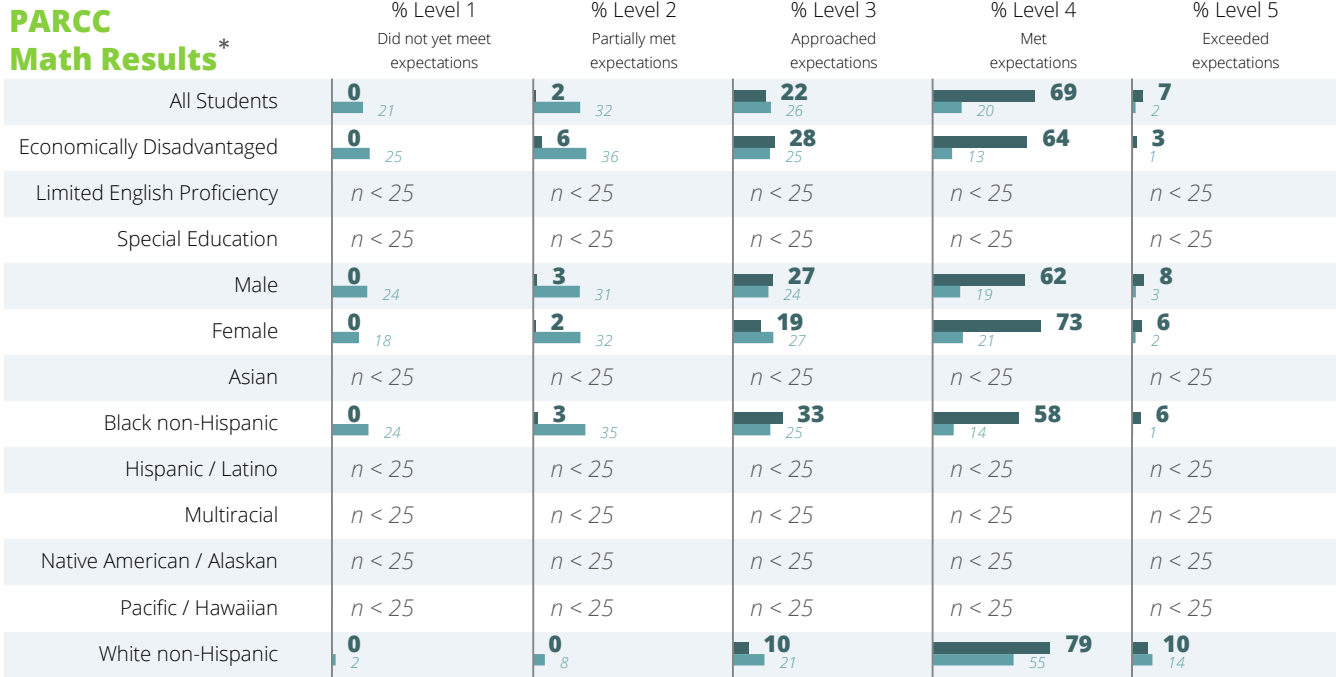 PARCC
Math Results*
% Level 1 % Level 2 % Level 3 % Level 4 % Level 5
Did not yet meet Partially met Approached Met Exceeded
expectations expectations expectations expectations expectations
All Students 0 21 2 32 22 26 69 20 7 2
Economically Disadvantaged 0 25 6 36 28 25 64 13 3 1
Limited English Proficiency n < 25 n < 25 n < 25 n < 25 n < 25
Special Education n < 25 n < 25 n < 25 n < 25 n < 25
Male 0 24 3 31 27 24 62 19 8 3
Female 0 18 2 32 19 27 73 21 6 2
Asian n < 25 n < 25 n < 25 n < 25 n < 25
Black non-Hispanic 0 24 3 35 33 25 58 14 6 1
Hispanic / Latino n < 25 n < 25 n < 25 n < 25 n < 25
Multiracial n < 25 n < 25 n < 25 n < 25 n < 25
Native American / Alaskan n < 25 n < 25 n < 25 n < 25 n < 25
Pacific / Hawaiian n < 25 n < 25 n < 25 n < 25 n < 25
White non-Hispanic 0 2 0 8 10 21 79 55 10 14